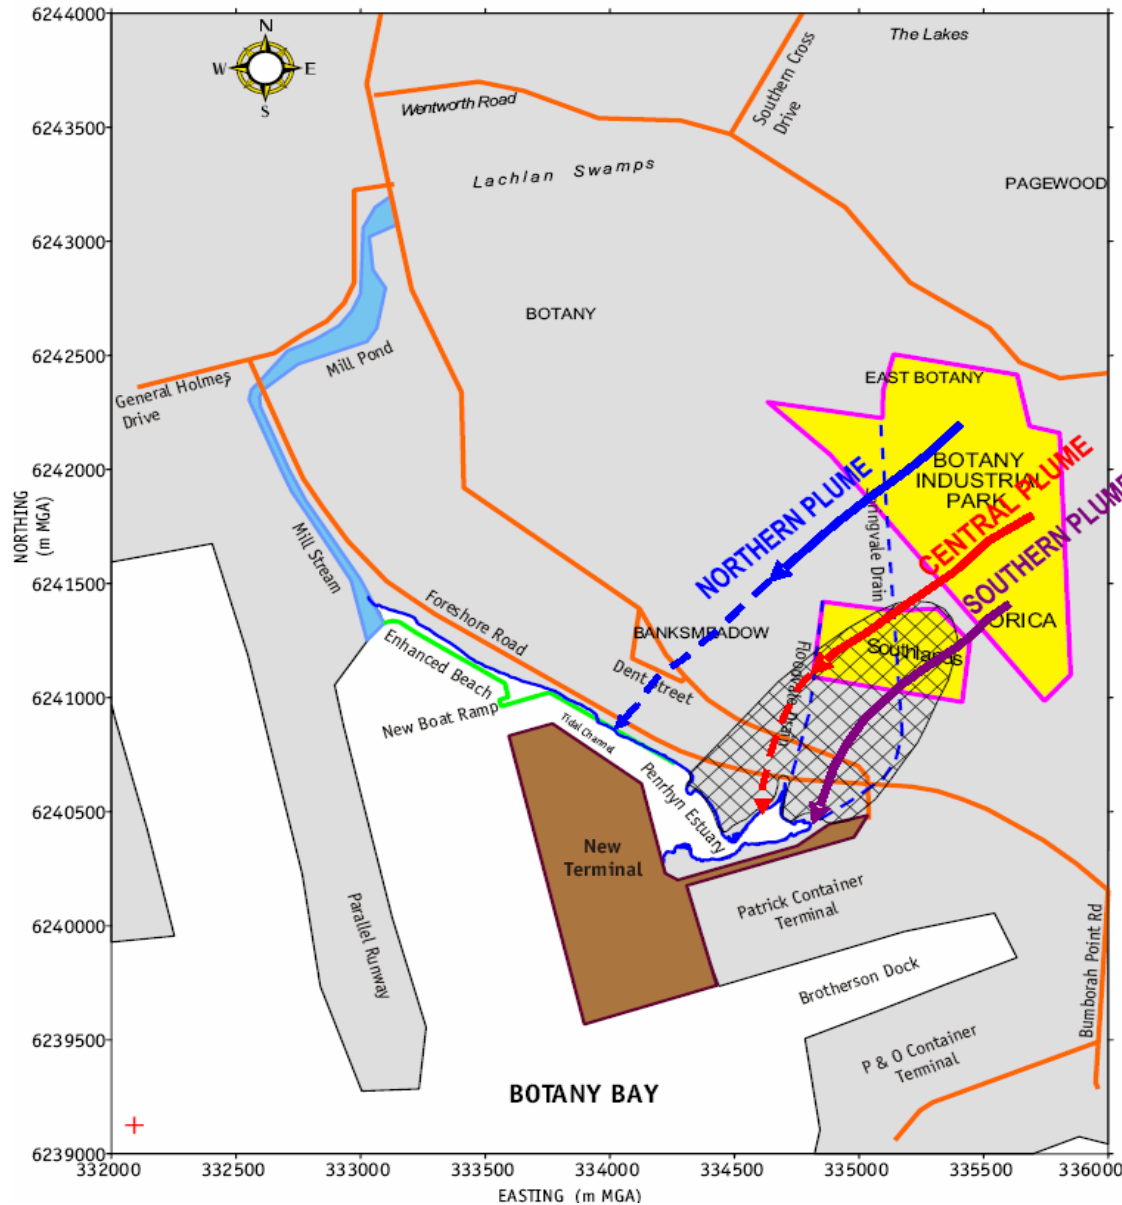 6244000
N
W
E
S
The Lakes
Southern Cross
Drive
6243500
Wentworth Road
Lachlan Swamps
PAGEWOOD
6243000
BOTANY
6242500
Mill Pond
General Holmes
Drive
EAST BOTANY
6242000
BOTANY
INDUSTRIAL
PARK
NORTHERN PLUME
CENTRAL PLUME
SOUTHERN PLUME
NORTHING
(m MGA)
Springvale Drain
6241500
Mill Stream
Foreshore Road
BANKSMEADOW
ORICA
Southlands
Floodvale Drain
Dent Street
Enhanced Beach
6241000
New Boat Ramp
Tidal Channel
Penrhyn Estuary
6240500
New
Terminal
Patrick Container
Terminal
6240000
Parallel Runway
Brotherson Dock
Bumborah Point Rd
6239500
P & O Container
Terminal
BOTANY BAY
6239000
332000
332500
333000
333500
334000
334500
335000
335500
336000
EASTING (m MGA)